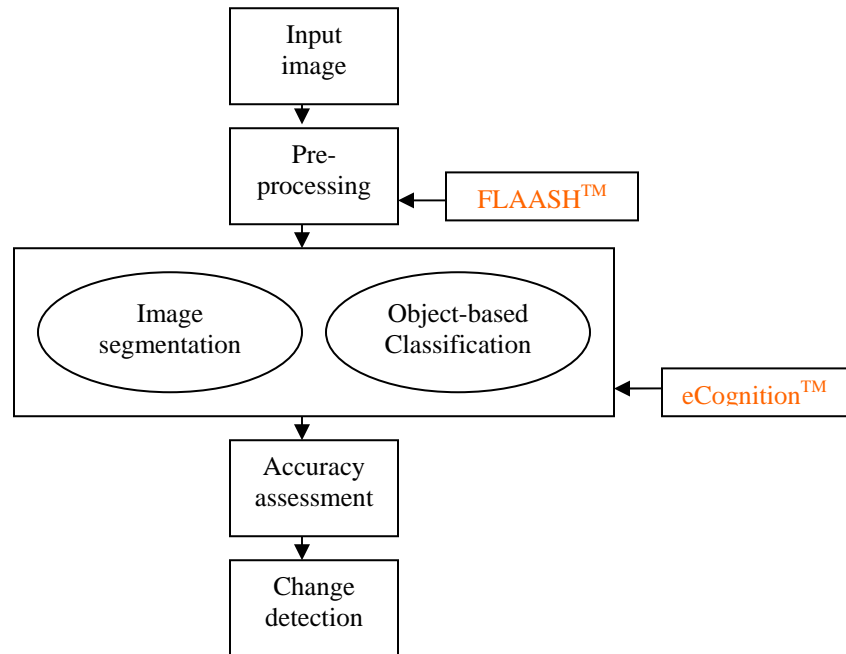 Input
image
Pre-
processing
FLAASH™
Image
segmentation
Object-based
Classification
eCognition™
Accuracy
assessment
Change
detection